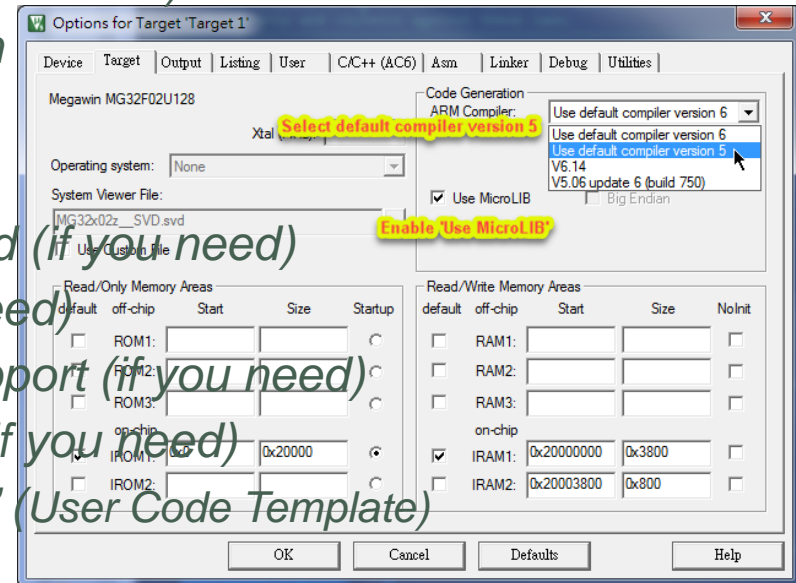 Options for Target 'Target 1'
Device Target Output Listing User C/C++ (AC6) Asm Linker Debug Utilities
Megawin MG32F02U128
Code Generation
ARM Compiler: Use default compiler version 6
Select default compiler version 5
Use default compiler version 6
Use default compiler version 5
V6.14
V5.06 update 6 (build 750)
Operating system: None
System Viewer File:
MG32x02z__SVD.svd
Use Custom File
Use MicroLIB
Big Endian
Enable 'Use MicroLIB'
(if you need)
Read/Only Memory Areas
default off-chip Start Size Startup
ROM1:
ROM2:
ROM3:
on-chip
IROM1: 0x0 0x20000
IROM2:
Read/Write Memory Areas
default off-chip Start Size NoInit
RAM1:
RAM2:
RAM3:
on-chip
IRAM1: 0x20000000 0x3800
IRAM2: 0x20003800 0x800
(if you need)
if you need)
(User Code Template)
OK Cancel Defaults Help